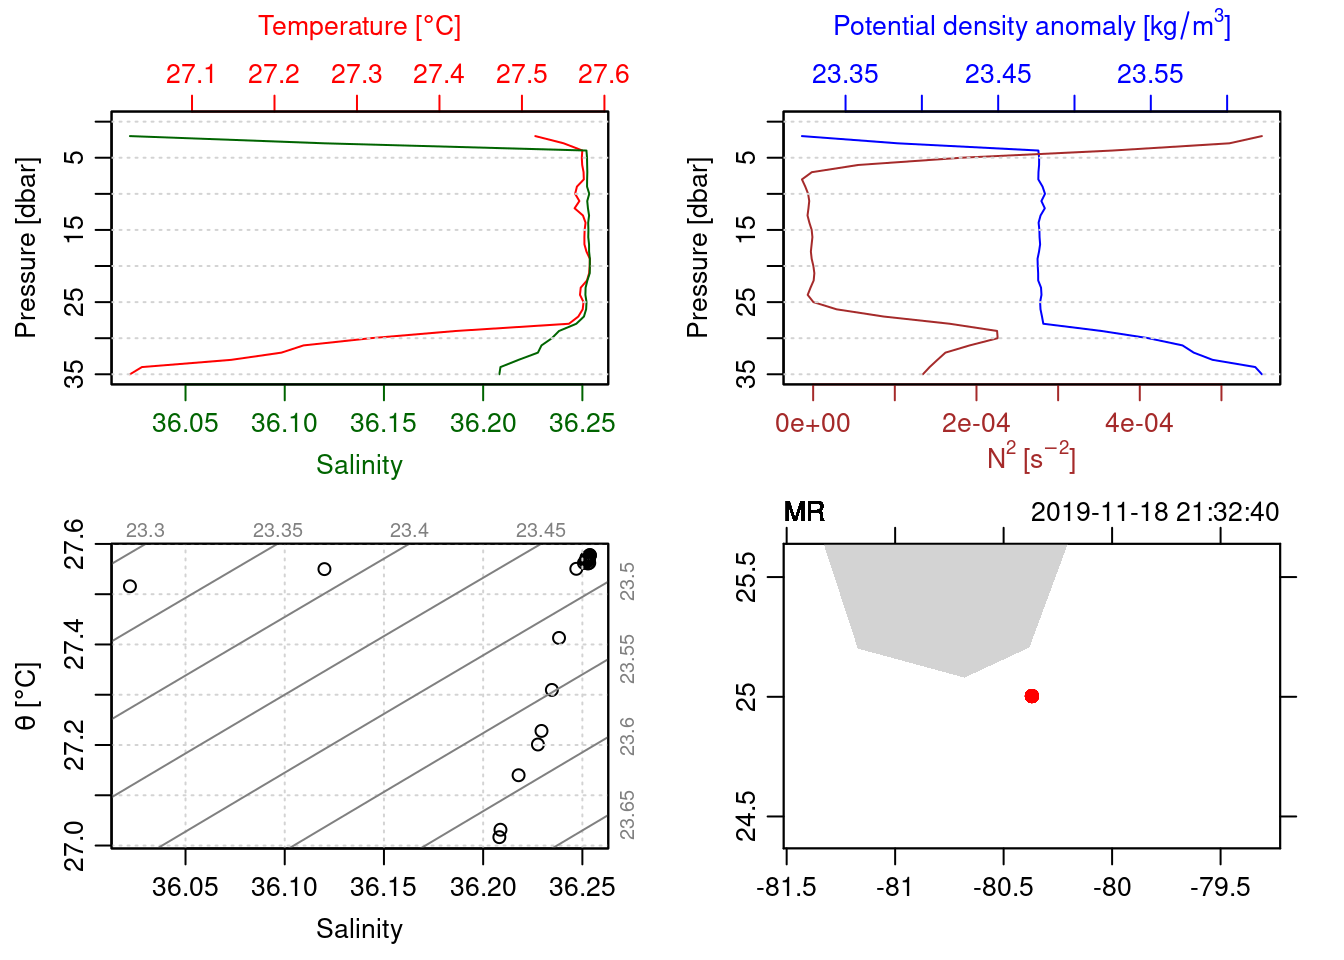 Temperature [°C]
27.1 27.2 27.3 27.4 27.5 27.6
Pressure [dbar]
5
15
25
35
36.05 36.10 36.15 36.20 36.25
Salinity
Potential density anomaly [kg/m³]
23.35 23.45 23.55
Pressure [dbar]
5
15
25
35
0e+00 2e-04 4e-04
N² [s⁻²]
23.3 23.35 23.4 23.45
23.5
23.55
23.6
23.65
θ [°C]
27.6
27.4
27.2
27.0
36.05 36.10 36.15 36.20 36.25
Salinity
MR 2019-11-18 21:32:40
25.5
25
24.5
-81.5 -81 -80.5 -80 -79.5